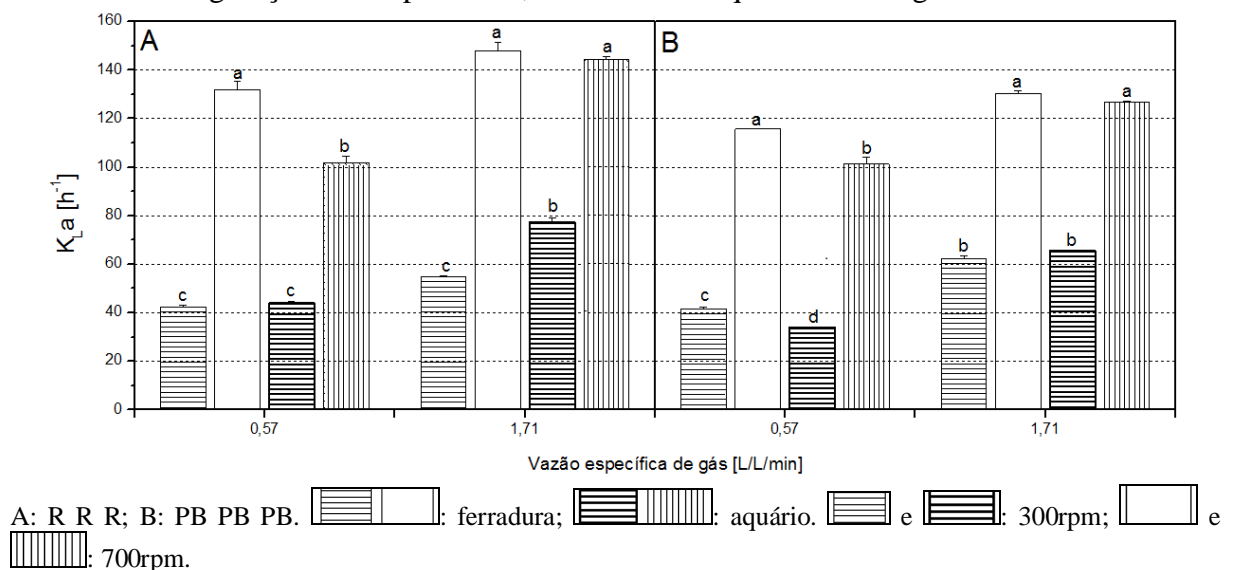 160
140
120
100
80
60
40
20
0
K_La [h⁻¹]
A
B
a
a
a
b
c
c
c
b
a
a
b
c
d
b
b
a
0,57
1,71
0,57
1,71
Vazão específica de gás [L/L/min]
A: R R R; B: PB PB PB. : ferradura; : aquário. e : 300rpm; e
: 700rpm.